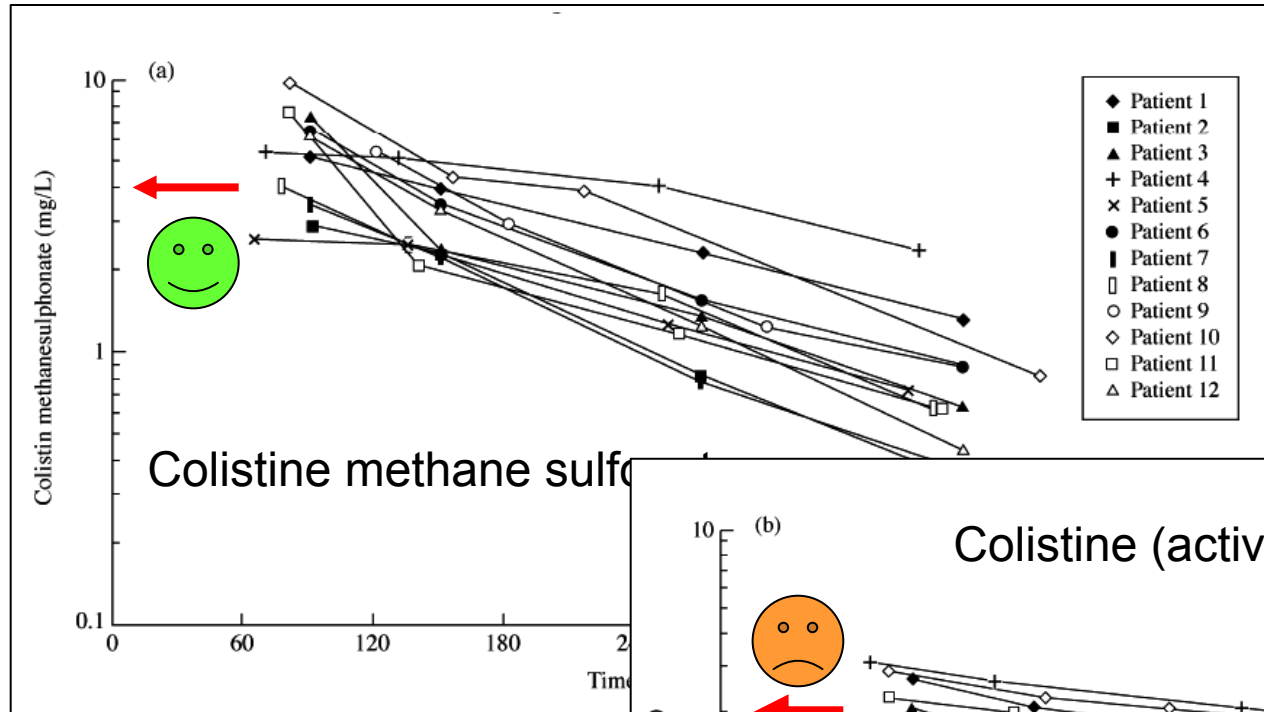 (a)
10
1
0.1
Colistin methanesulphonate (mg/L)
0
60
120
180
Patient 1
Patient 2
Patient 3
Patient 4
Patient 5
Patient 6
Patient 7
Patient 8
Patient 9
Patient 10
Patient 11
Patient 12
Colistine methane sulfo
(b)
10
Colistine (activ